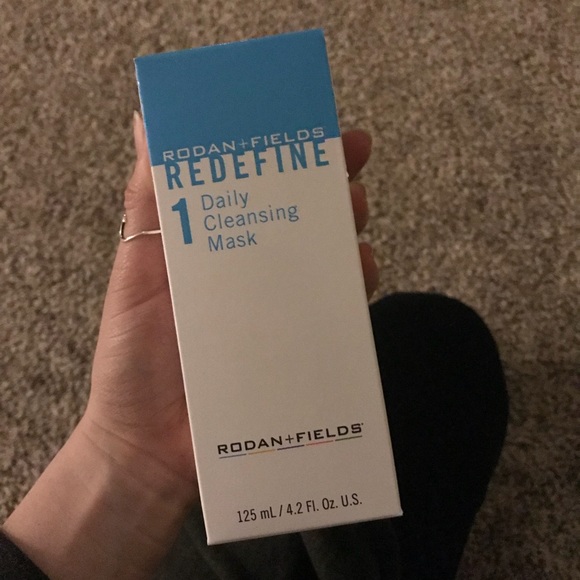 RODAN+FIELDS
REDEFINE
1 Daily
Cleansing
Mask
RODAN+FIELDS®
125 mL / 4.2 Fl. Oz. U.S.